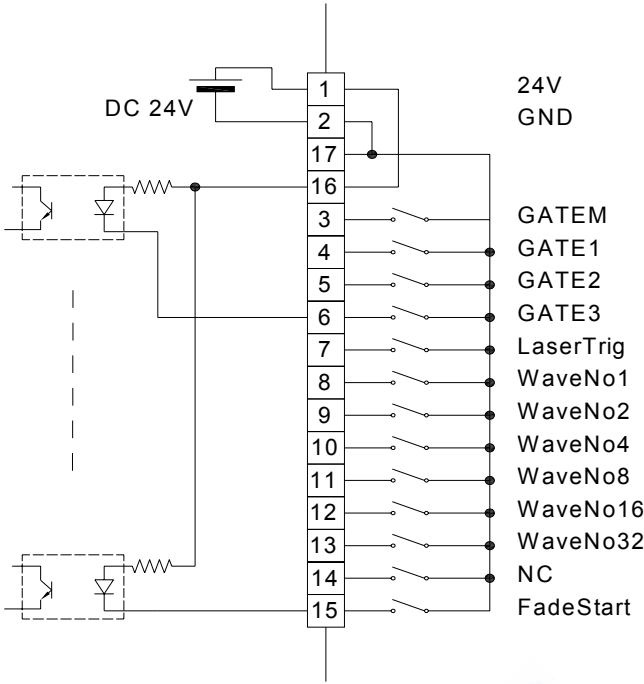 1 24V
DC 24V 2 GND
17
16
3 GATEM
4 GATE1
5 GATE2
6 GATE3
7 LaserTrig
8 WaveNo1
9 WaveNo2
10 WaveNo4
11 WaveNo8
12 WaveNo16
13 WaveNo32
14 NC
15 FadeStart